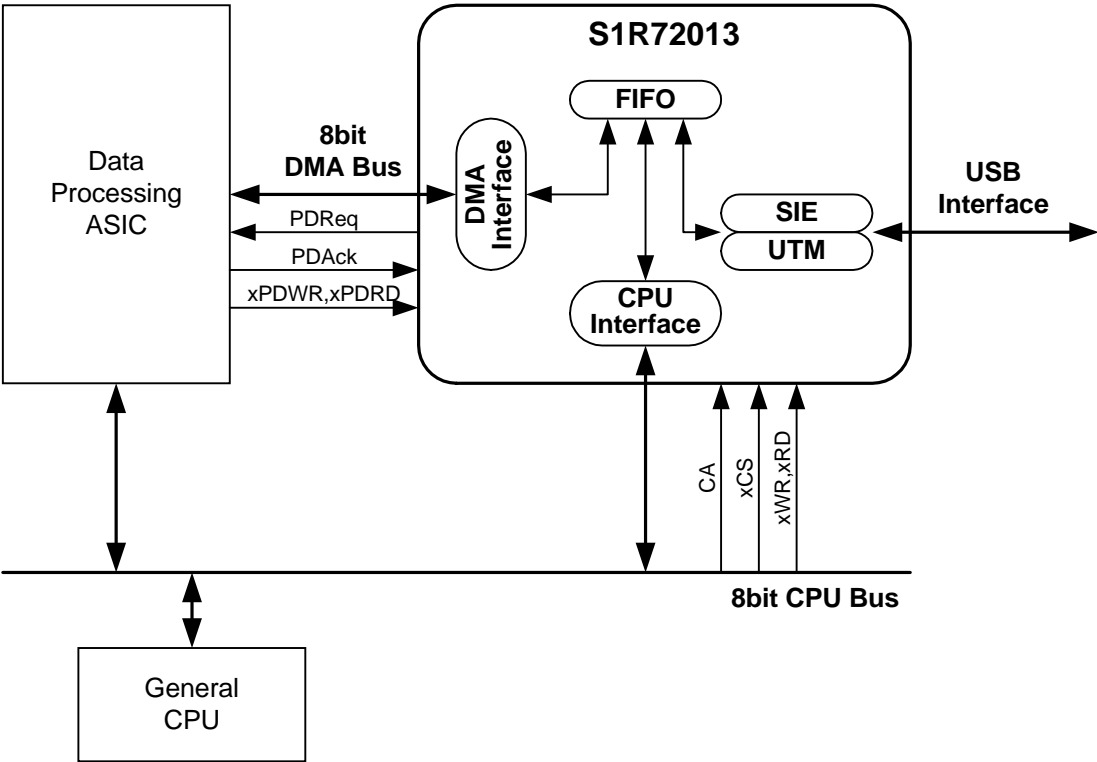 S1R72013
FIFO
8bit
DMA Bus
Data
Processing
ASIC
DMA
Interface
USB
Interface
PDReq
SIE
PDAck
UTM
xPDWR,xPDRD
CPU
Interface
CA
xCS
xWR,xRD
8bit CPU Bus
General
CPU